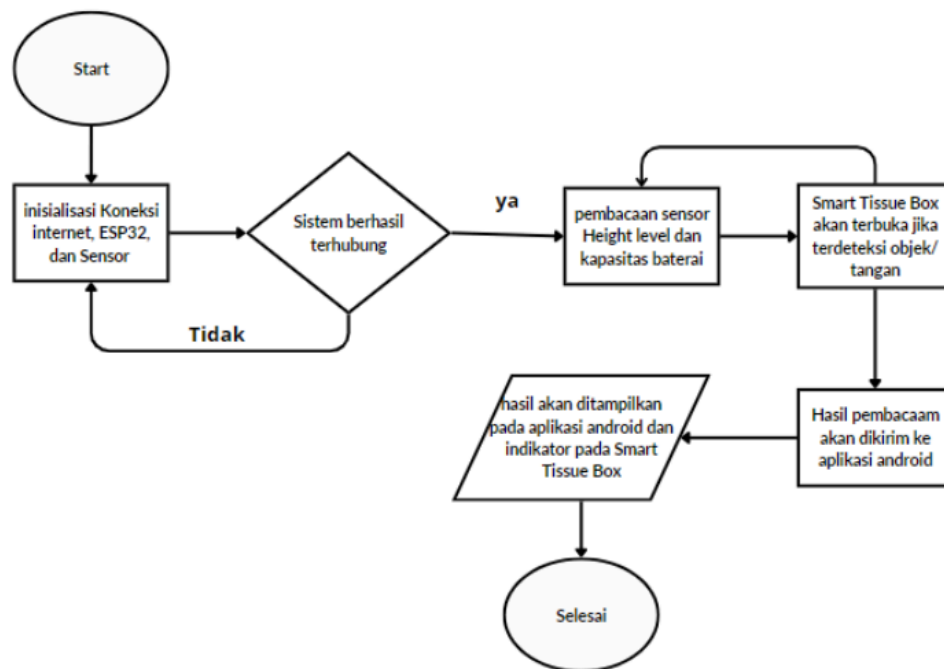 Start
inisialisasi Koneksi
internet, ESP32,
dan Sensor
Sistem berhasil
terhubung
Tidak
ya
pembacaan sensor
Height level dan
kapasitas baterai
Smart Tissue Box
akan terbuka jika
terdeteksi objek/
tangan
Hasil pembacaam
akan dikirim ke
aplikasi android
hasil akan ditampilkan
pada aplikasi android dan
indikator pada Smart
Tissue Box
Selesai